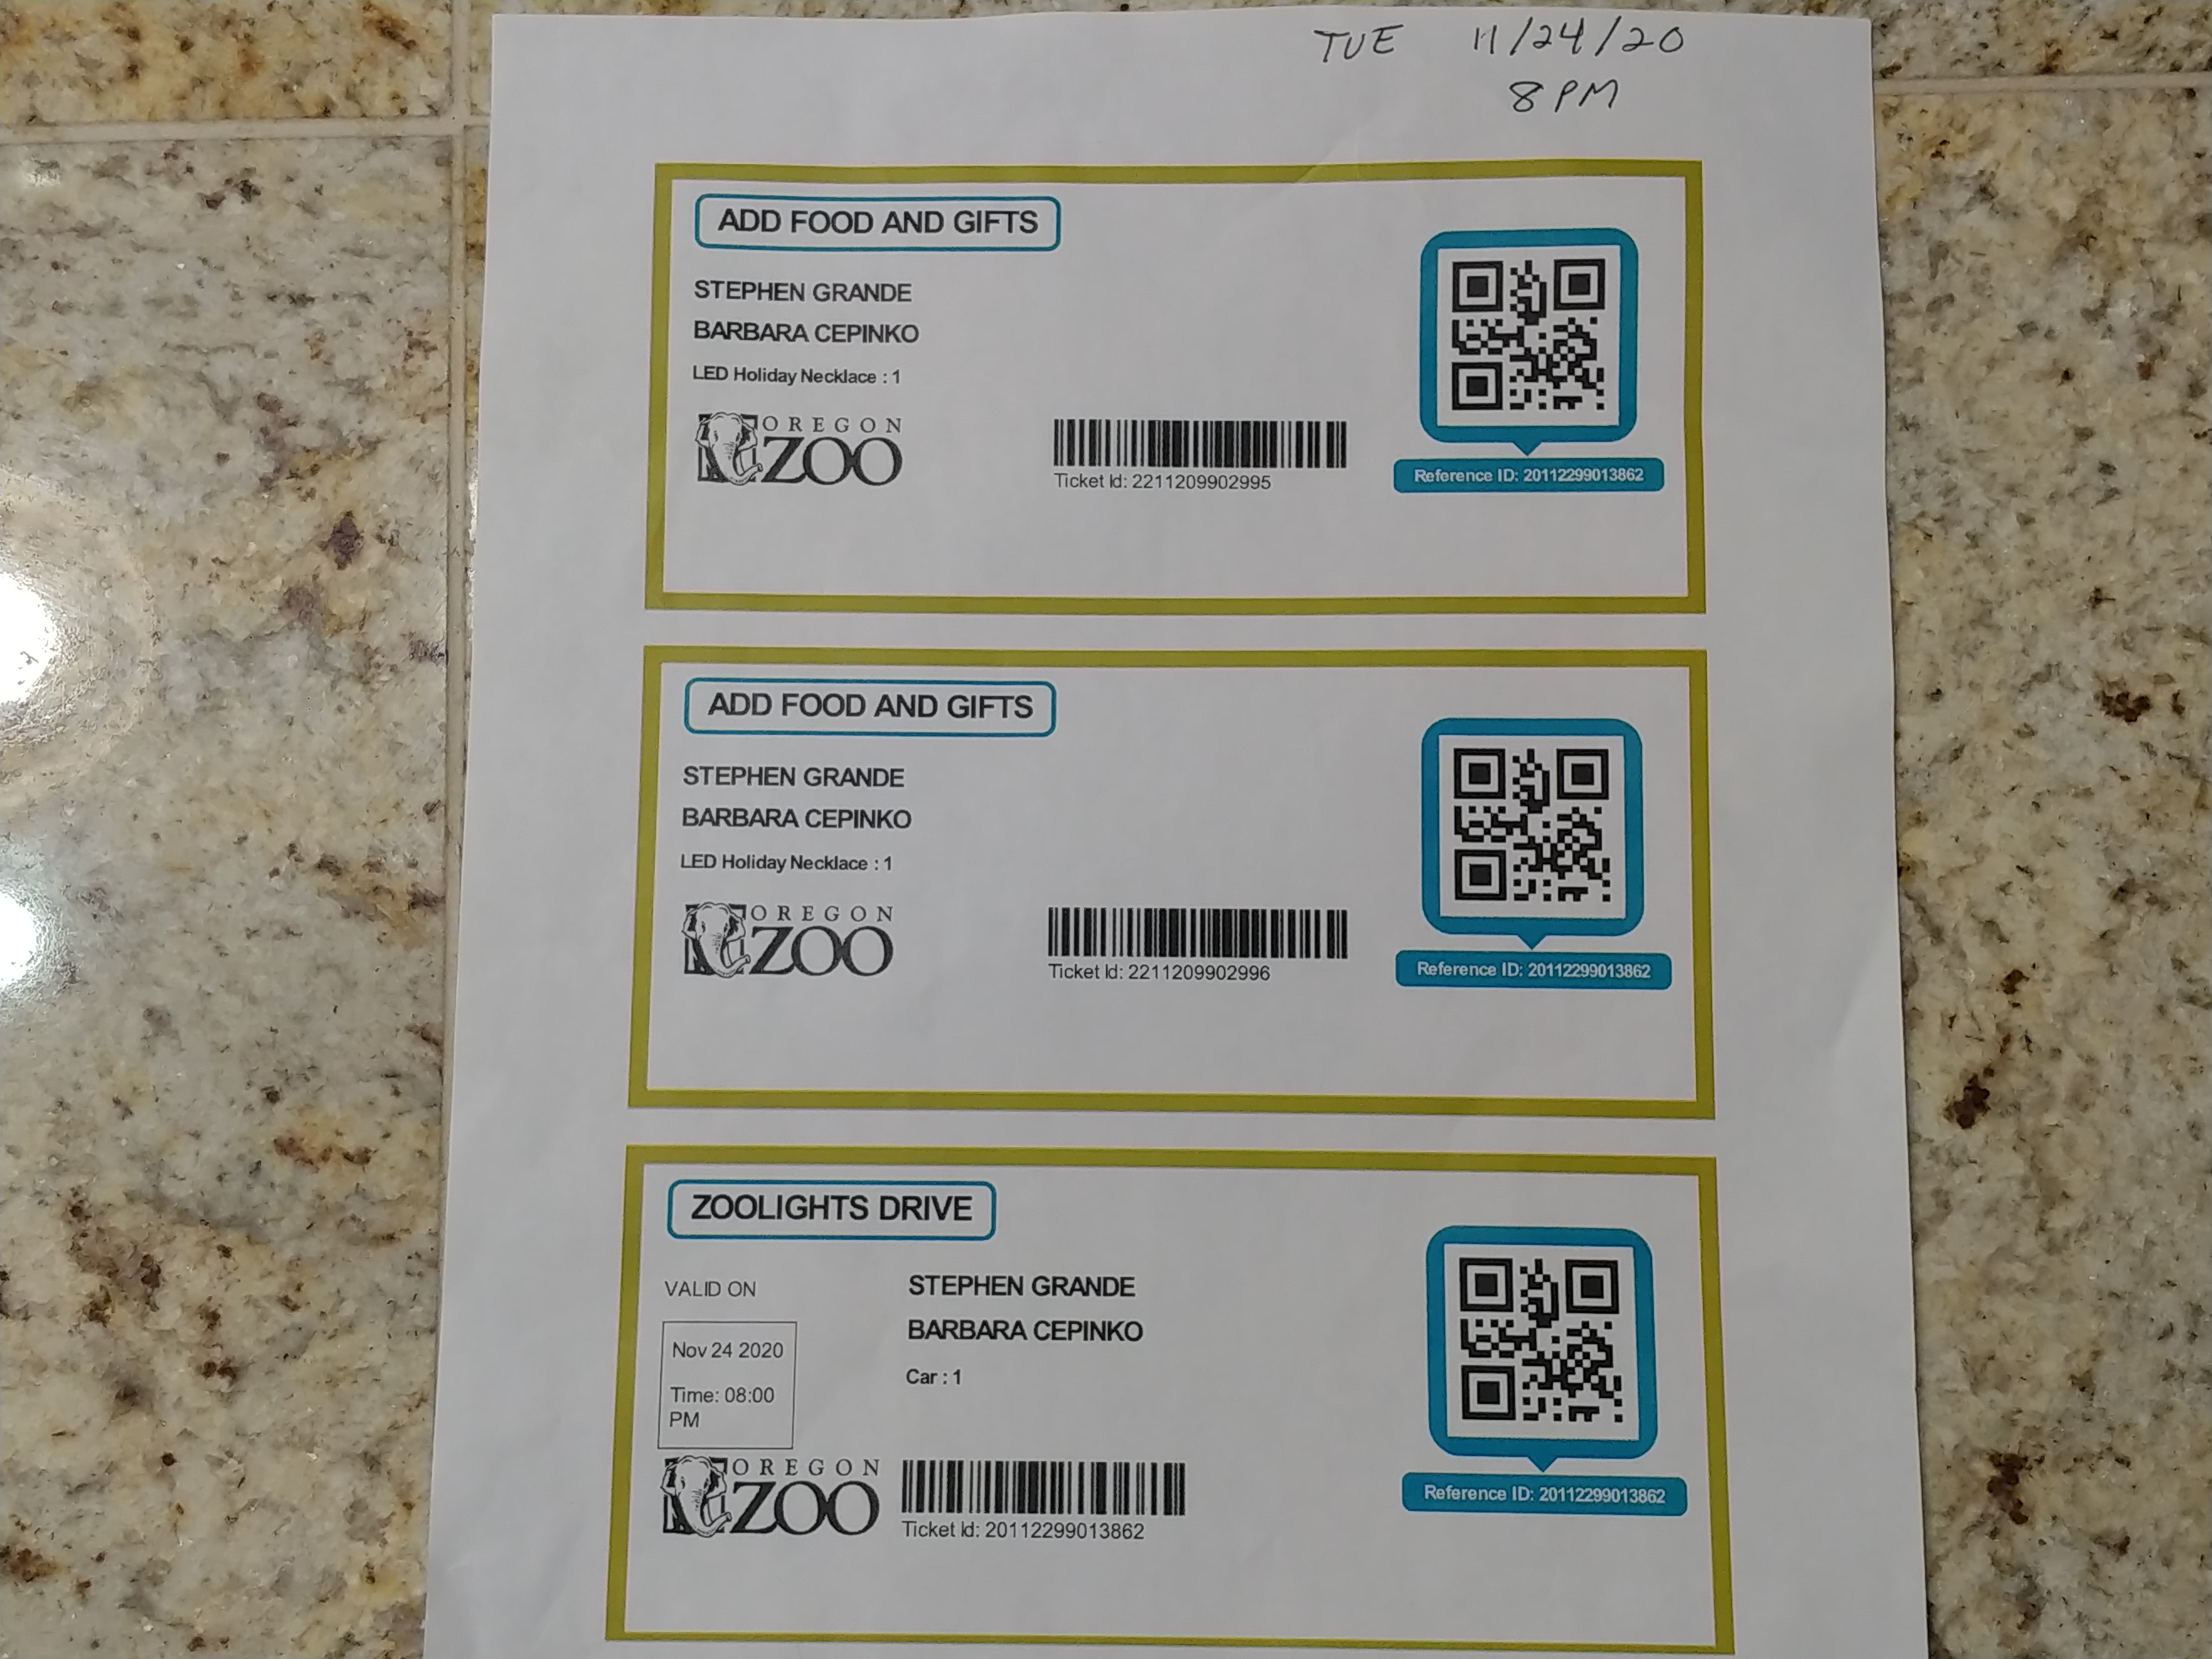 TUE 11/24/20
8 PM
ADD FOOD AND GIFTS
STEPHEN GRANDE
BARBARA CEPINKO
LED Holiday Necklace : 1
OREGON
ZOO
Ticket Id: 2211209902995
Reference ID: 20112299013862
ADD FOOD AND GIFTS
STEPHEN GRANDE
BARBARA CEPINKO
LED Holiday Necklace : 1
OREGON
ZOO
Ticket Id: 2211209902996
Reference ID: 20112299013862
ZOOLIGHTS DRIVE
VALID ON
Nov 24 2020
Time: 08:00
PM
STEPHEN GRANDE
BARBARA CEPINKO
Car : 1
OREGON
ZOO
Ticket Id: 20112299013862
Reference ID: 20112299013862